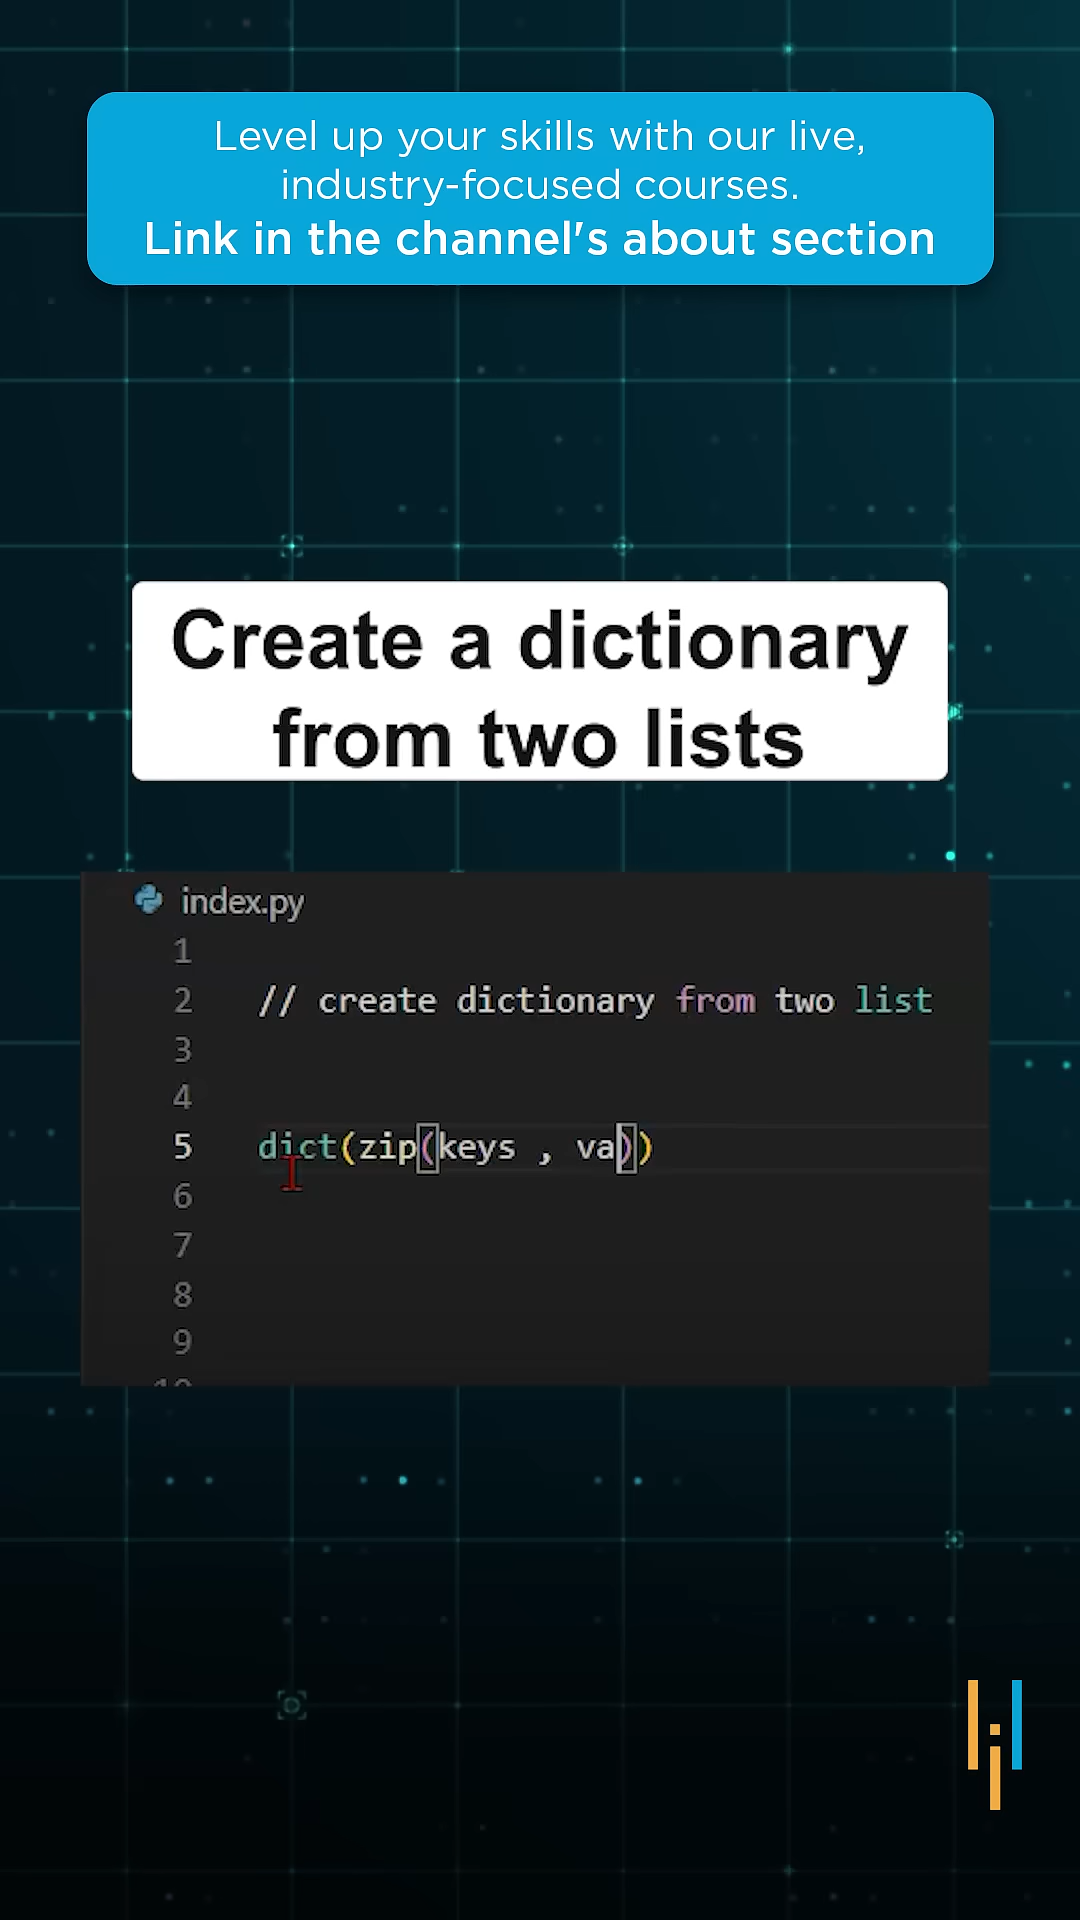 Level up your skills with our live,
industry-focused courses.
Link in the channel's about section
Create a dictionary
from two lists
index.py
1
2 // create dictionary from two list
3
4
5 dict(zip(keys , va))
6
7
8
9
10